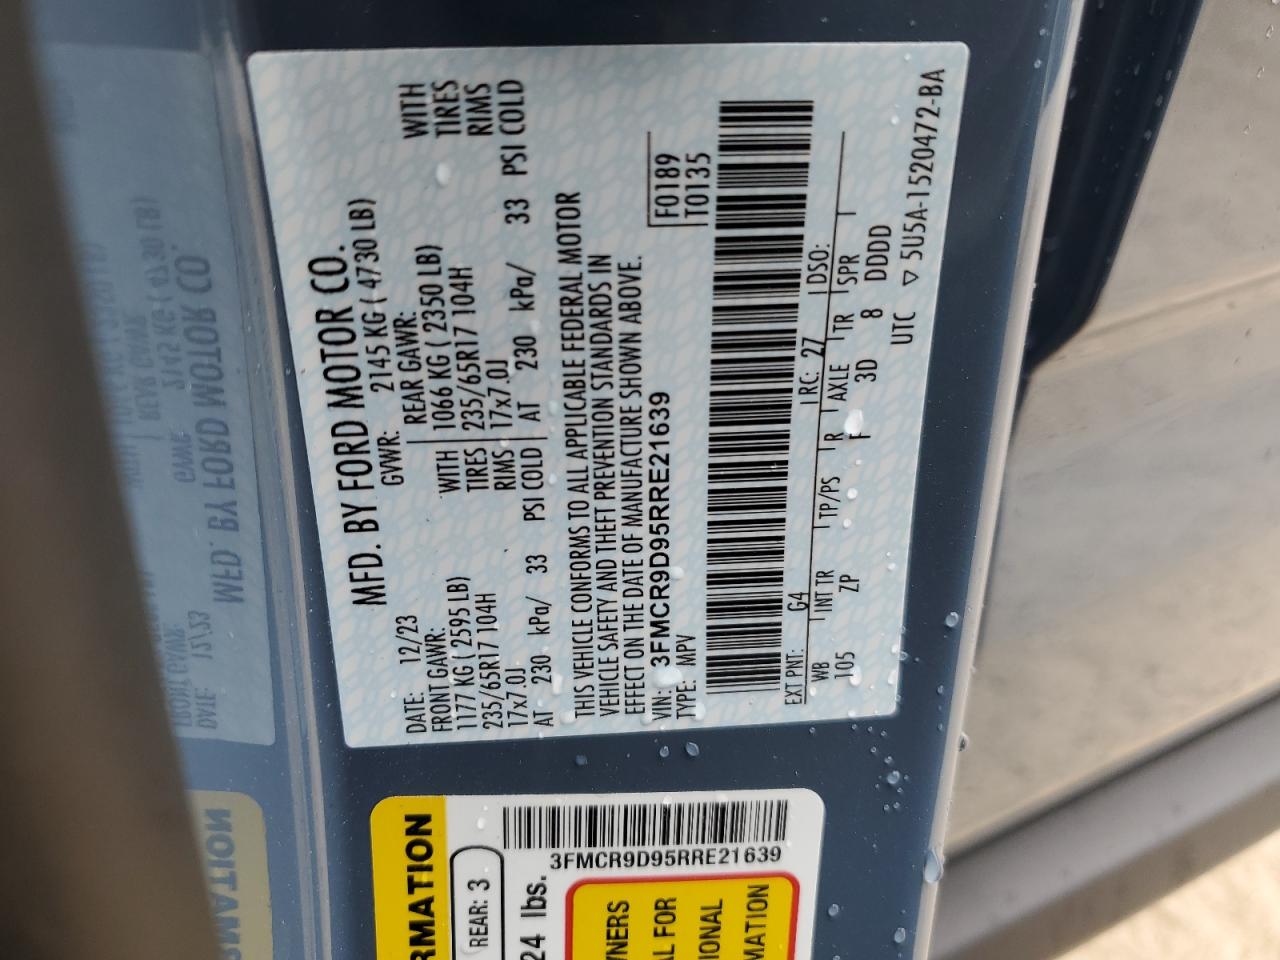 MFD. BY FORD MOTOR CO.
DATE: 12/23 GVWR: 2145 KG ( 4730 LB)
FRONT GAWR: REAR GAWR:
1177 KG ( 2595 LB) WITH 1066 KG ( 2350 LB) WITH
235/65R17 104H TIRES 235/65R17 104H TIRES
17x7.0J RIMS 17x7.0J RIMS
AT 230 kPa/ 33 PSI COLD AT 230 kPa/ 33 PSI COLD
THIS VEHICLE CONFORMS TO ALL APPLICABLE FEDERAL MOTOR
VEHICLE SAFETY AND THEFT PREVENTION STANDARDS IN
EFFECT ON THE DATE OF MANUFACTURE SHOWN ABOVE.
VIN: 3FMCR9D95RRE21639 F0189
TYPE: MPV T0135
EXT PNT: G4 RC: 27 DSO:
WB INT TR TP/PS R AXLE TR SPR
105 ZP F 3D 8 DDDD
UTC ▽ 5U5A-1520472-BA
RMATION
REAR: 3
24 lbs.
3FMCR9D95RRE21639
WNERS
AL FOR
IONAL
MATION